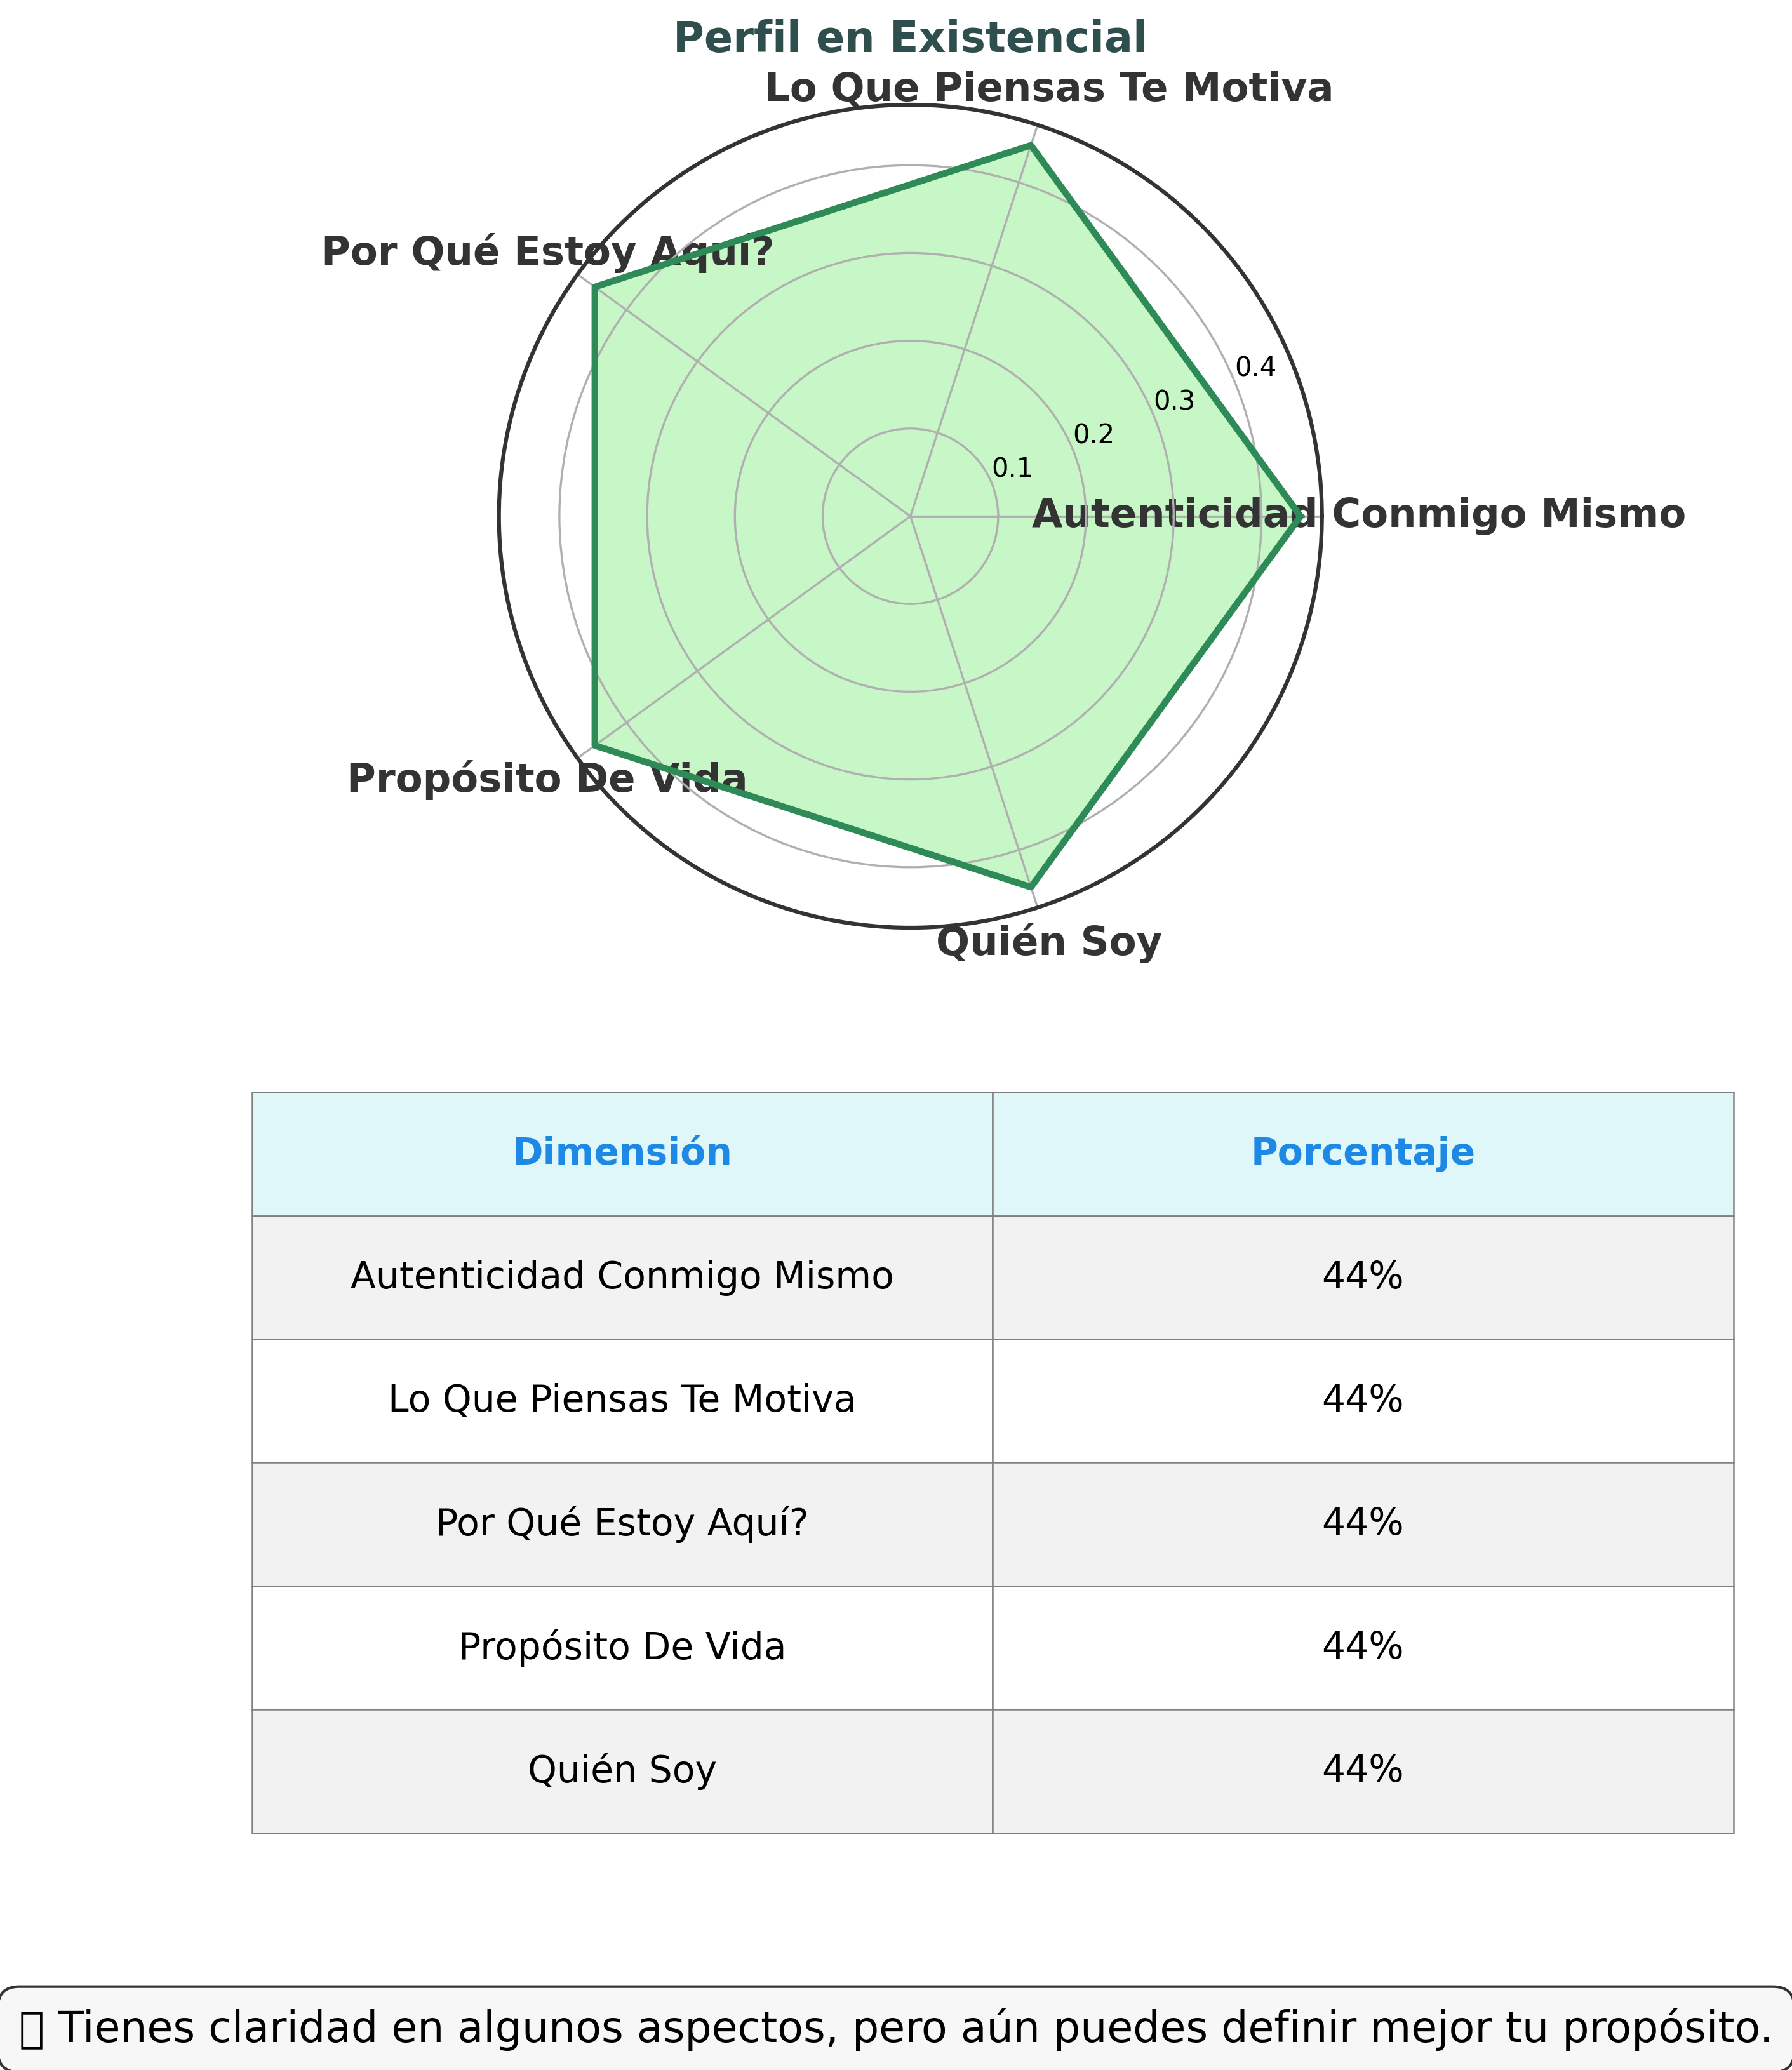 Perfil en Existencial
Lo Que Piensas Te Motiva
Por Qué Estoy Aquí?
0.4
0.3
0.2
0.1
Autenticidad Conmigo Mismo
Propósito De Vida
Quién Soy
Dimensión Porcentaje
Autenticidad Conmigo Mismo 44%
Lo Que Piensas Te Motiva 44%
Por Qué Estoy Aquí? 44%
Propósito De Vida 44%
Quién Soy 44%
Tienes claridad en algunos aspectos, pero aún puedes definir mejor tu propósito.